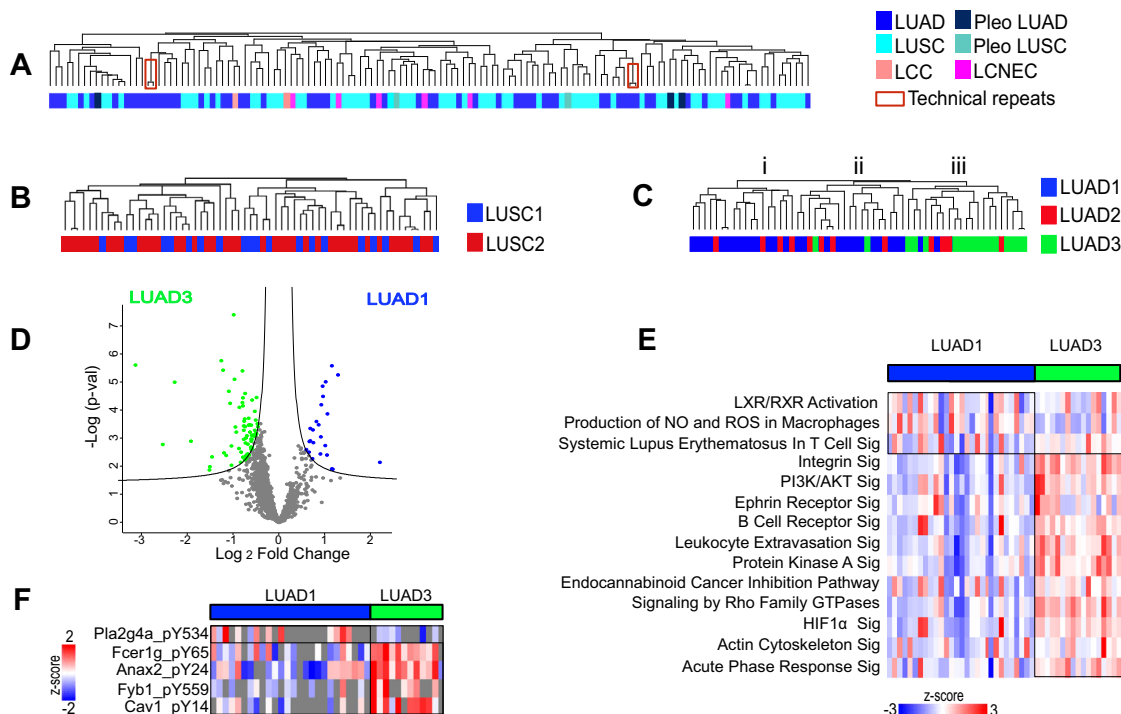 A
LUAD
Pleo LUAD
LUSC
Pleo LUSC
LCC
LCNEC
Technical repeats
B
LUSC1
LUSC2
C
i
ii
iii
LUAD1
LUAD2
LUAD3
D
LUAD3
LUAD1
-Log (p-val)
7
6
5
4
3
2
1
0
-3
-2
-1
0
1
2
Log 2 Fold Change
E
LUAD1
LUAD3
LXR/RXR Activation
Production of NO and ROS in Macrophages
Systemic Lupus Erythematosus In T Cell Sig
Integrin Sig
PI3K/AKT Sig
Ephrin Receptor Sig
B Cell Receptor Sig
Leukocyte Extravasation Sig
Protein Kinase A Sig
Endocannabinoid Cancer Inhibition Pathway
Signaling by Rho Family GTPases
HIF1α Sig
Actin Cytoskeleton Sig
Acute Phase Response Sig
z-score
-3
3
F
LUAD1
LUAD3
2
z-score
-2
Pla2g4a_pY534
Fcer1g_pY65
Anax2_pY24
Fyb1_pY559
Cav1_pY14